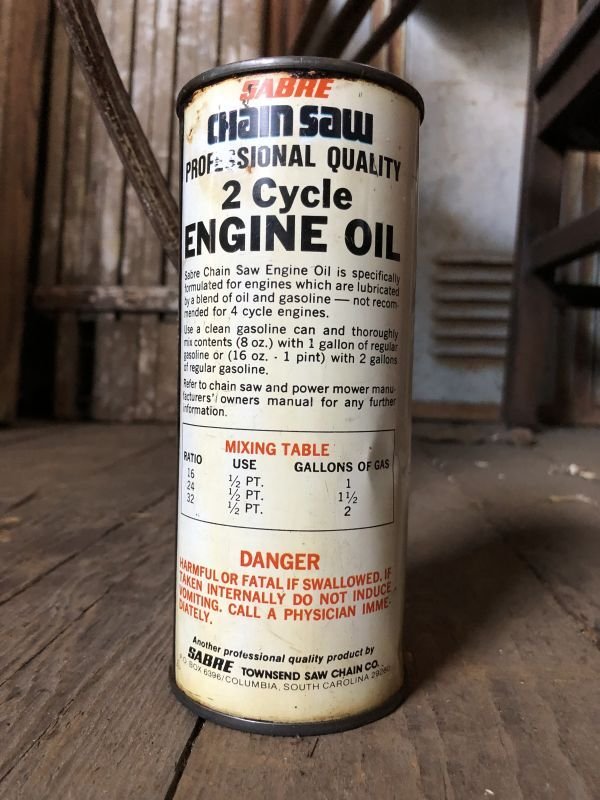 SABRE
Chain saw
PROFESSIONAL QUALITY
2 Cycle
ENGINE OIL
Sabre Chain Saw Engine Oil is specifically
formulated for engines which are lubricated
by a blend of oil and gasoline — not recom-
mended for 4 cycle engines.
Use a clean gasoline can and thoroughly
mix contents (8 oz.) with 1 gallon of regular
gasoline or (16 oz. - 1 pint) with 2 gallons
of regular gasoline.
Refer to chain saw and power mower manu-
facturers' owners manual for any further
information.
MIXING TABLE
RATIO USE GALLONS OF GAS
16 ½ PT. 1
24 ½ PT. 1½
32 ½ PT. 2
DANGER
HARMFUL OR FATAL IF SWALLOWED. IF
TAKEN INTERNALLY DO NOT INDUCE
VOMITING. CALL A PHYSICIAN IMME-
DIATELY.
Another professional quality product by
SABRE TOWNSEND SAW CHAIN CO.
P.O. BOX 6396/COLUMBIA, SOUTH CAROLINA